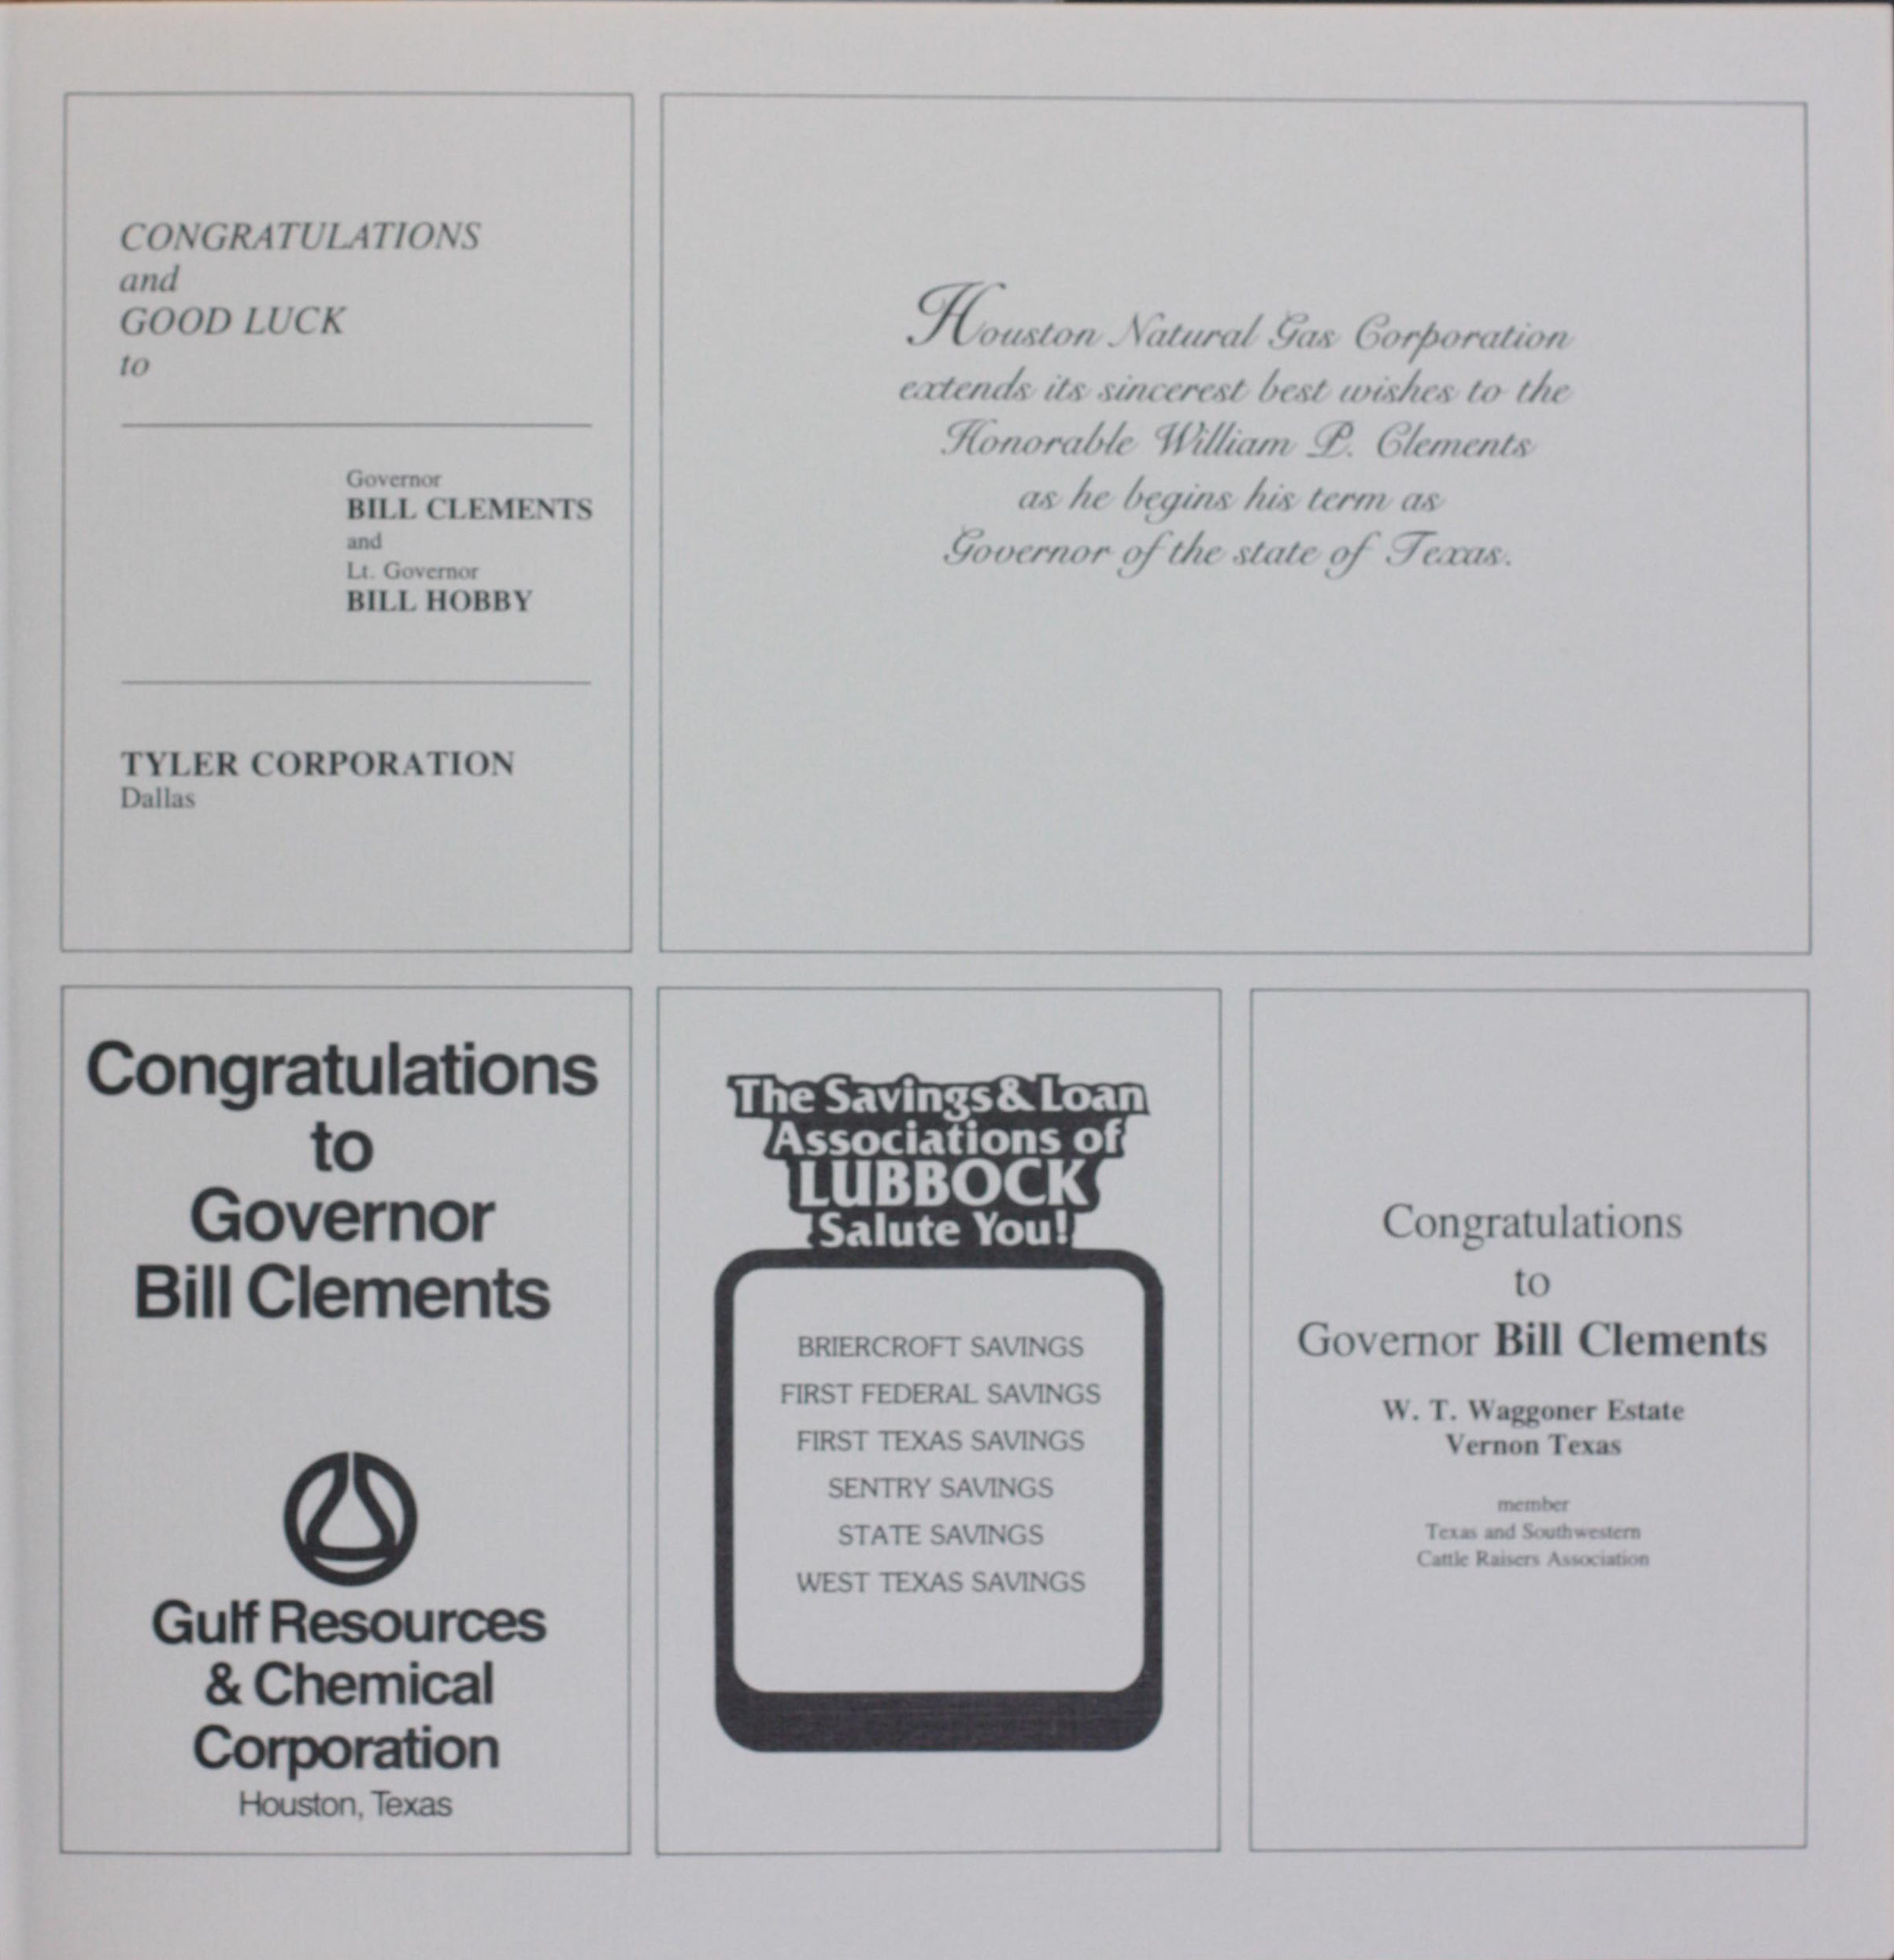 CONGRATULATIONS
and
GOOD LUCK
to
Governor
BILL CLEMENTS
and
Lt. Governor
BILL HOBBY
TYLER CORPORATION
Dallas
Houston Natural Gas Corporation
extends its sincerest best wishes to the
Honorable William P. Clements
as he begins his term as
Governor of the state of Texas.
Congratulations
to
Governor
Bill Clements
Gulf Resources
& Chemical
Corporation
Houston, Texas
The Savings & Loan
Associations of
LUBBOCK
Salute You!
BRIERCROFT SAVINGS
FIRST FEDERAL SAVINGS
FIRST TEXAS SAVINGS
SENTRY SAVINGS
STATE SAVINGS
WEST TEXAS SAVINGS
Congratulations
to
Governor Bill Clements
W. T. Waggoner Estate
Vernon Texas
member
Texas and Southwestern
Cattle Raisers Association